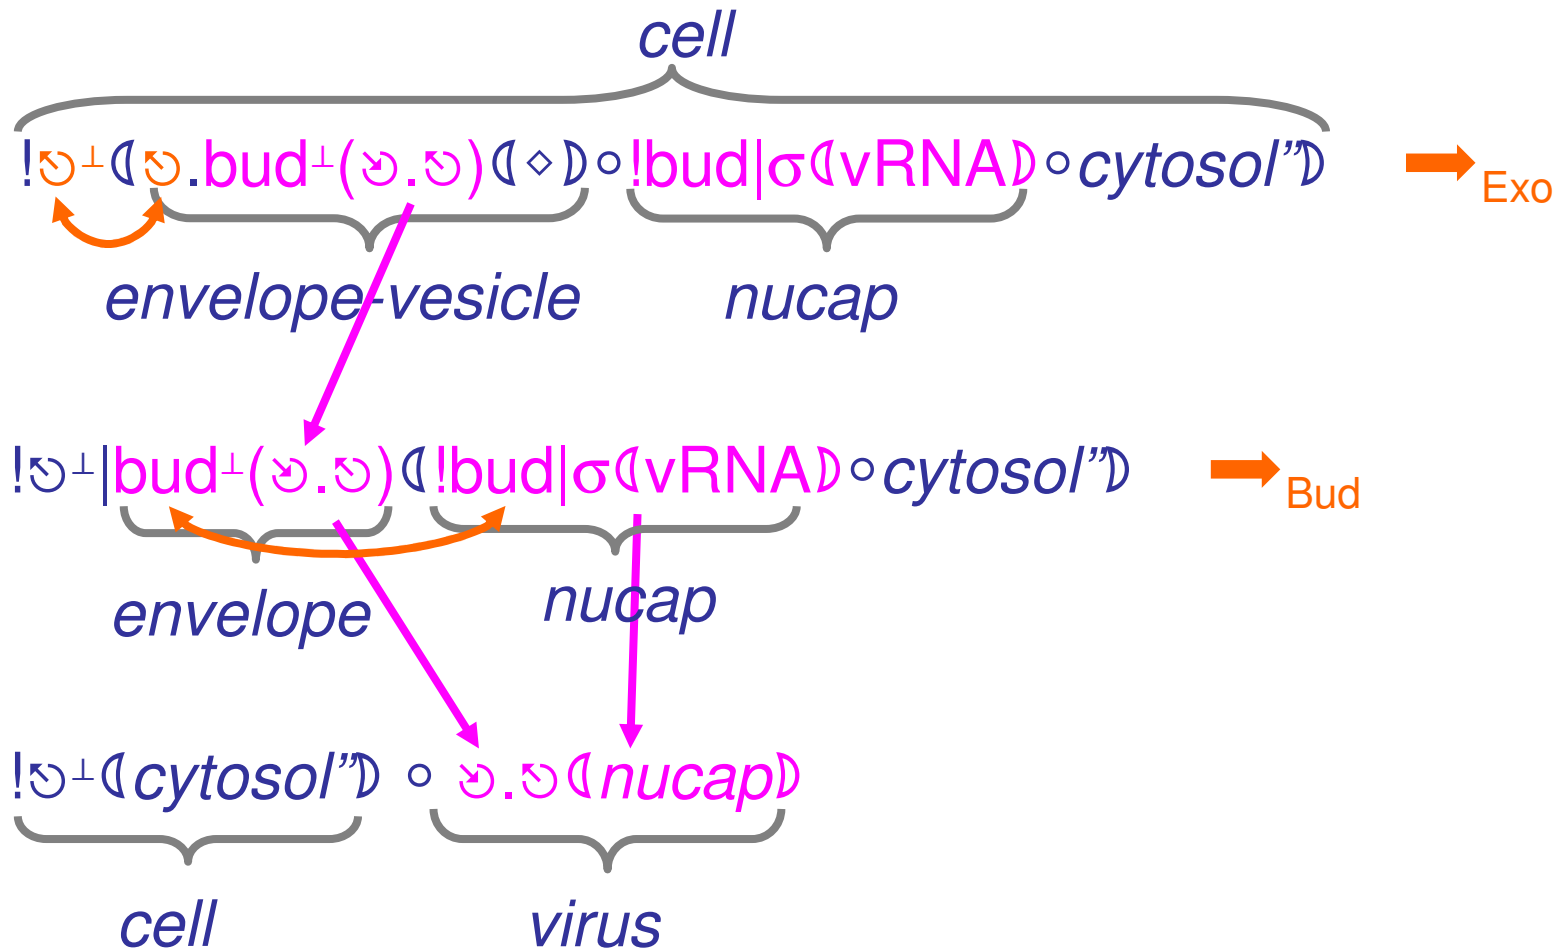 cell
!⎋⊥⦇⎋.bud⊥(⎆.⎋)⦇⋄⦈∘!bud|σ⦇vRNA⦈∘cytosol”⦈ ➡Exo
envelope-vesicle nucap
!⎋⊥|bud⊥(⎆.⎋)⦇!bud|σ⦇vRNA⦈∘cytosol”⦈ ➡Bud
envelope nucap
!⎋⊥⦇cytosol”⦈ ∘ ⎆.⎋⦇nucap⦈
cell virus